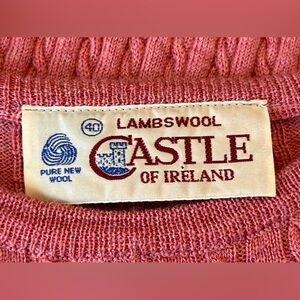 40 LAMBSWOOL
CASTLE
OF IRELAND
PURE NEW
WOOL